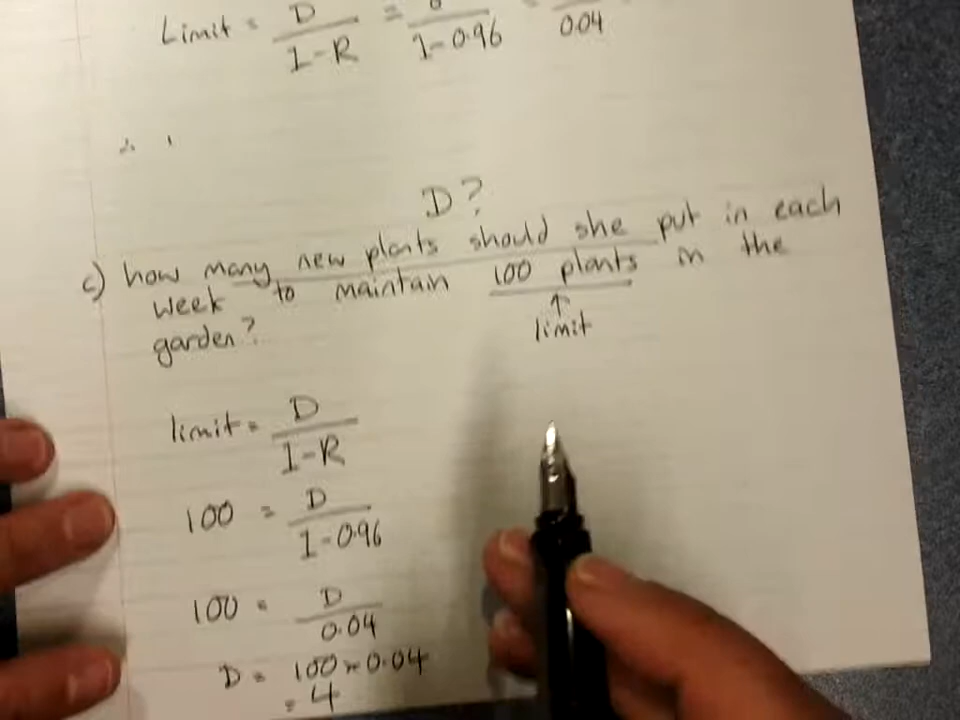 Limit = D / 1-R = / 1-0.96 = / 0.04
∴
D?
c) how many new plants should she put in each
week to maintain 100 plants in the
garden?
↑
limit
limit = D / 1-R
100 = D / 1-0.96
100 = D / 0.04
D = 100 × 0.04
= 4